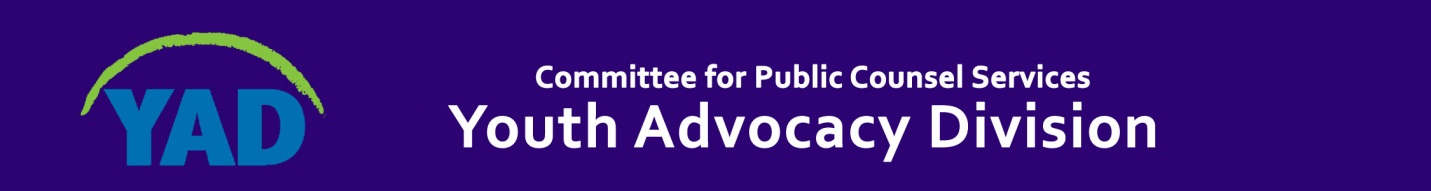 YAD
Committee for Public Counsel Services
Youth Advocacy Division